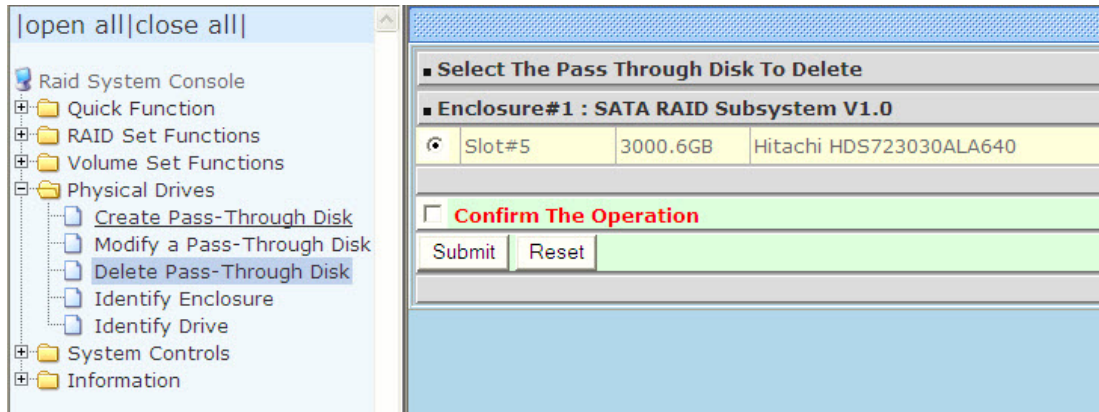 |open all|close all|
Raid System Console
Quick Function
RAID Set Functions
Volume Set Functions
Physical Drives
Create Pass-Through Disk
Modify a Pass-Through Disk
Delete Pass-Through Disk
Identify Enclosure
Identify Drive
System Controls
Information
Select The Pass Through Disk To Delete
Enclosure#1 : SATA RAID Subsystem V1.0
Slot#5 3000.6GB Hitachi HDS723030ALA640
Confirm The Operation
Submit Reset